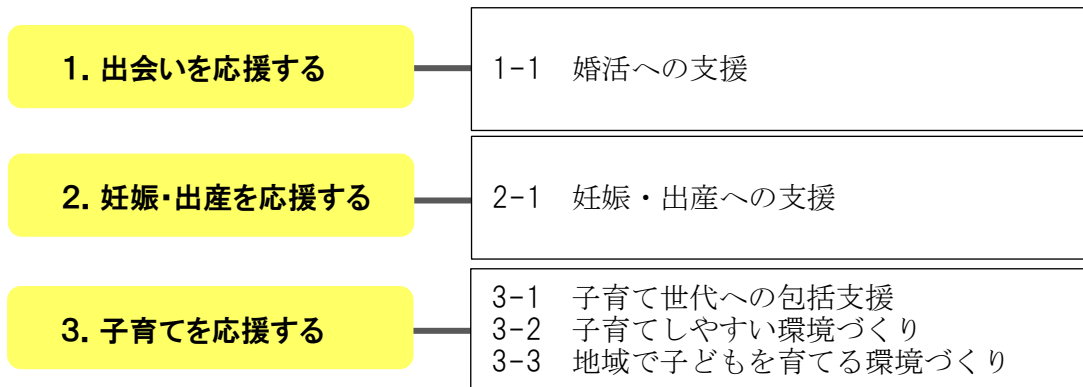 1. 出会いを応援する
1-1 婚活への支援
2. 妊娠・出産を応援する
2-1 妊娠・出産への支援
3. 子育てを応援する
3-1 子育て世代への包括支援
3-2 子育てしやすい環境づくり
3-3 地域で子どもを育てる環境づくり